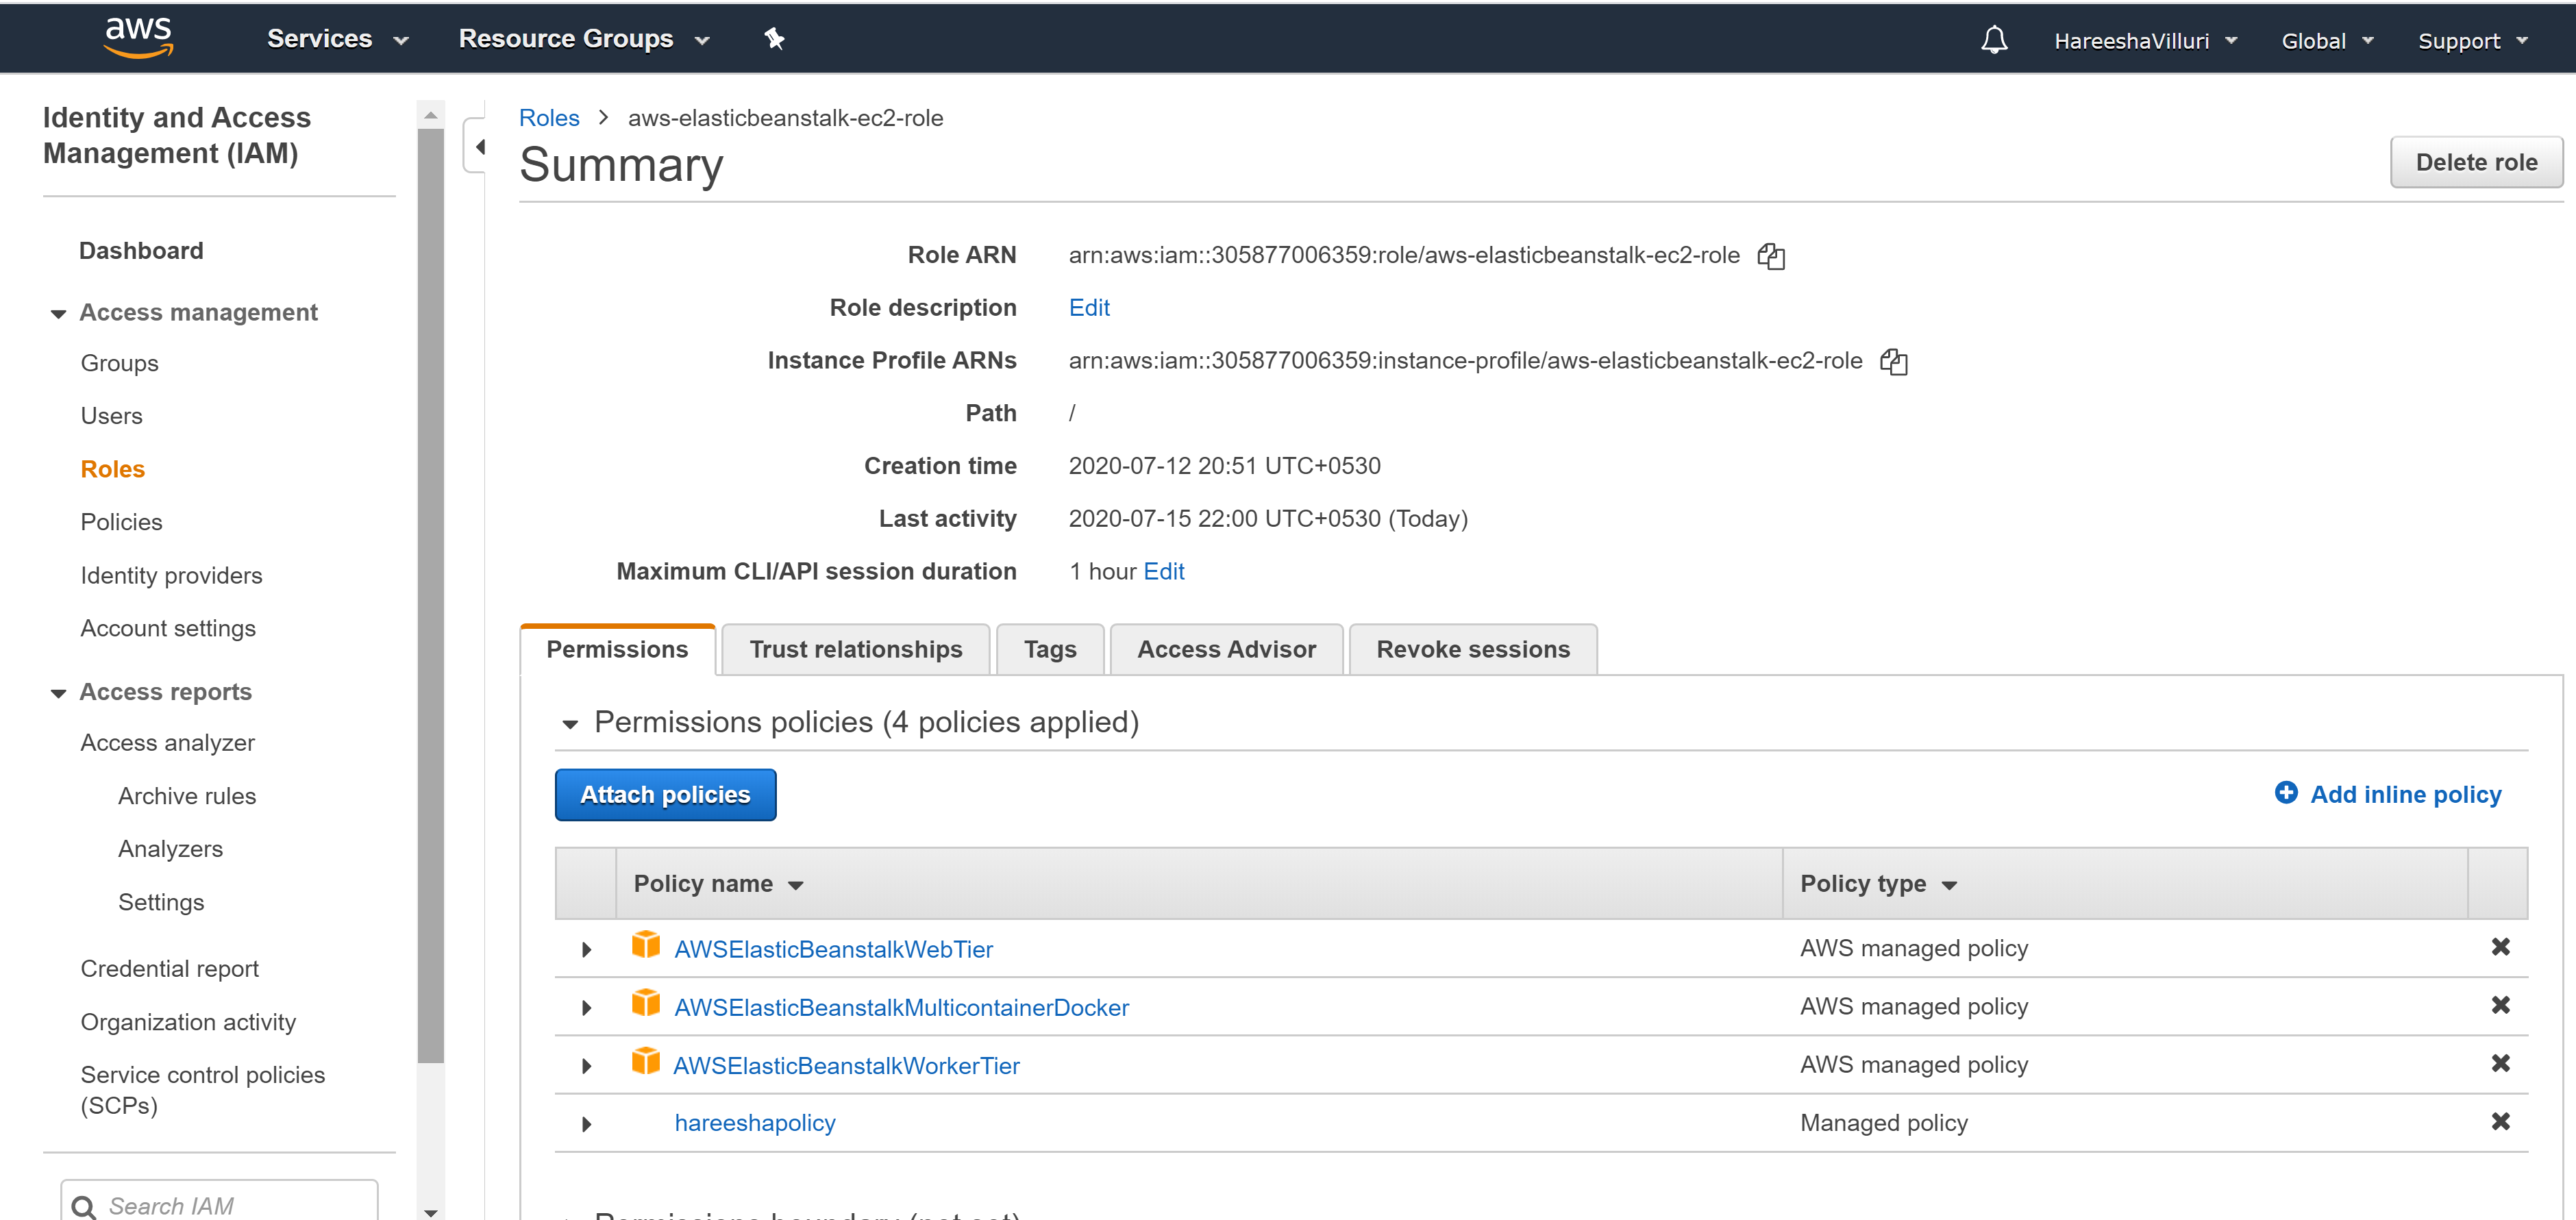 aws
Services
Resource Groups
HareeshaVilluri
Global
Support
Identity and Access
Management (IAM)
Dashboard
Access management
Groups
Users
Roles
Policies
Identity providers
Account settings
Access reports
Access analyzer
Archive rules
Analyzers
Settings
Credential report
Organization activity
Service control policies
(SCPs)
Search IAM
Roles > aws-elasticbeanstalk-ec2-role
Summary
Delete role
Role ARN arn:aws:iam::305877006359:role/aws-elasticbeanstalk-ec2-role
Role description Edit
Instance Profile ARNs arn:aws:iam::305877006359:instance-profile/aws-elasticbeanstalk-ec2-role
Path /
Creation time 2020-07-12 20:51 UTC+0530
Last activity 2020-07-15 22:00 UTC+0530 (Today)
Maximum CLI/API session duration 1 hour Edit
Permissions
Trust relationships
Tags
Access Advisor
Revoke sessions
Permissions policies (4 policies applied)
Attach policies
Add inline policy
Policy name
Policy type
AWSElasticBeanstalkWebTier AWS managed policy
AWSElasticBeanstalkMulticontainerDocker AWS managed policy
AWSElasticBeanstalkWorkerTier AWS managed policy
hareeshapolicy Managed policy
Permissions boundary (not set)